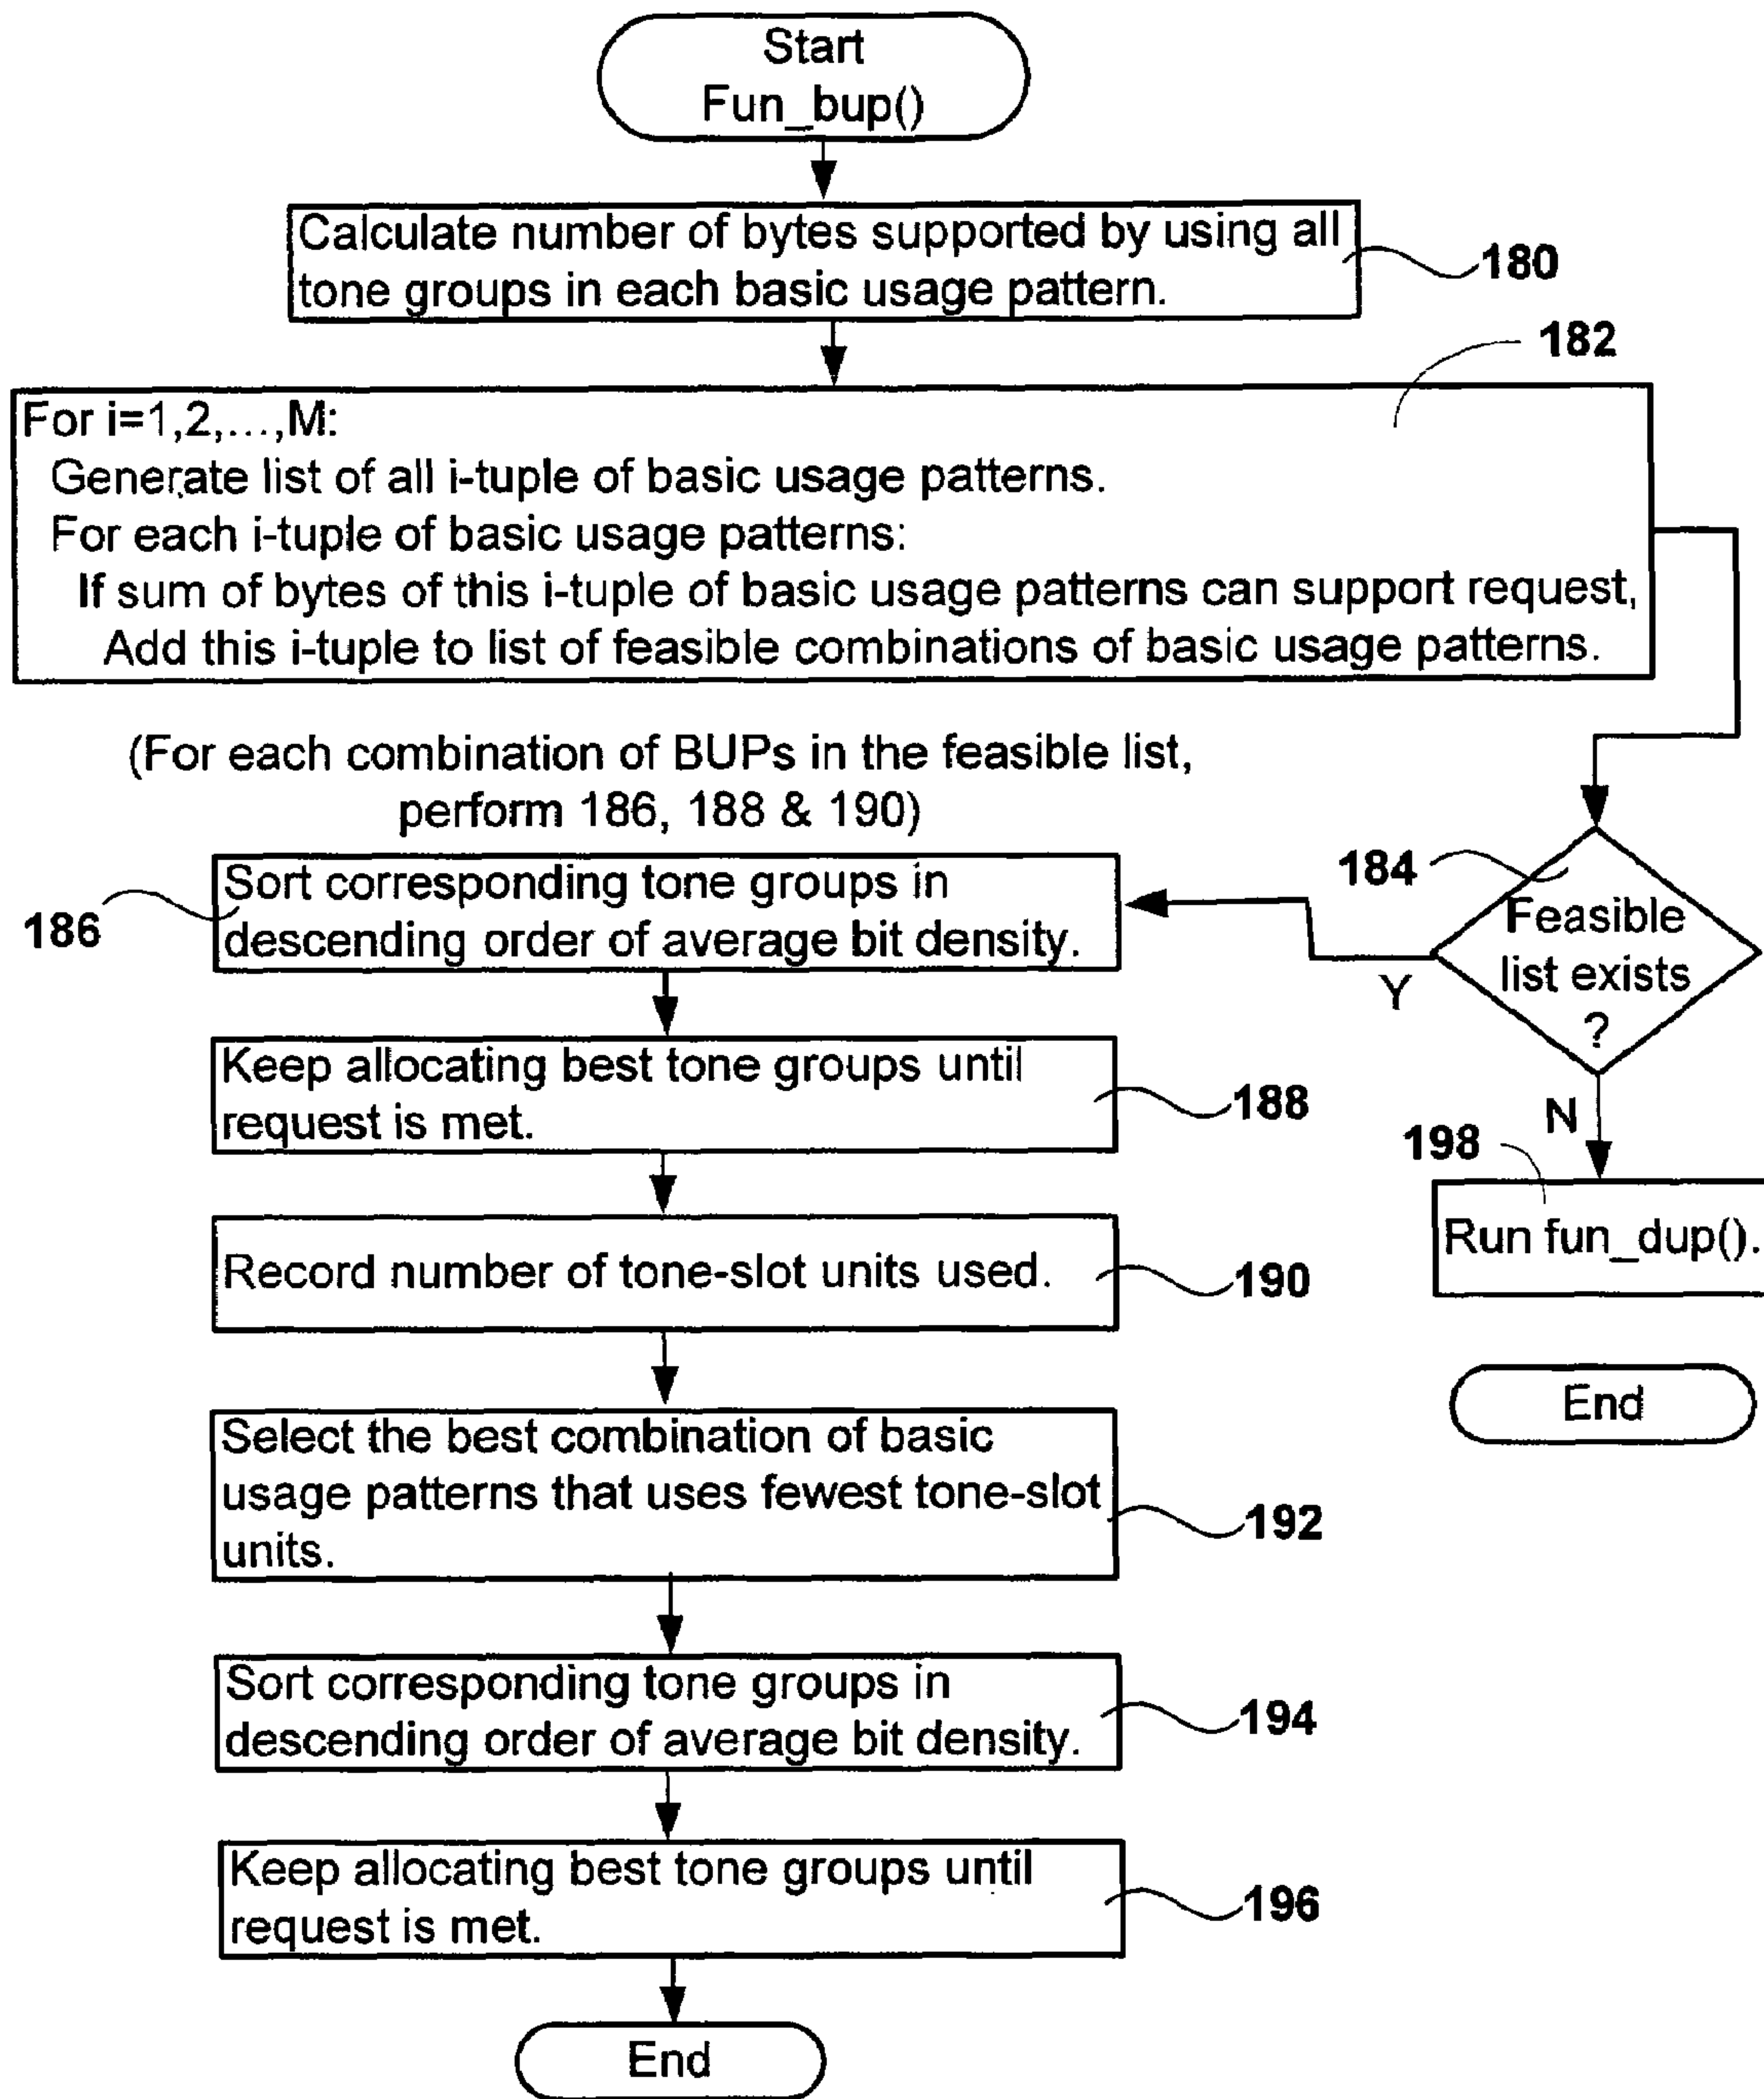 Start
Fun_bup()
Calculate number of bytes supported by using all
tone groups in each basic usage pattern.
180
182
For i=1,2,...,M:
Generate list of all i-tuple of basic usage patterns.
For each i-tuple of basic usage patterns:
If sum of bytes of this i-tuple of basic usage patterns can support request,
Add this i-tuple to list of feasible combinations of basic usage patterns.
(For each combination of BUPs in the feasible list,
perform 186, 188 & 190)
184
Feasible
list exists
?
Y
N
186
Sort corresponding tone groups in
descending order of average bit density.
Keep allocating best tone groups until
request is met.
188
198
Run fun_dup().
End
Record number of tone-slot units used.
190
Select the best combination of basic
usage patterns that uses fewest tone-slot
units.
192
Sort corresponding tone groups in
descending order of average bit density.
194
Keep allocating best tone groups until
request is met.
196
End